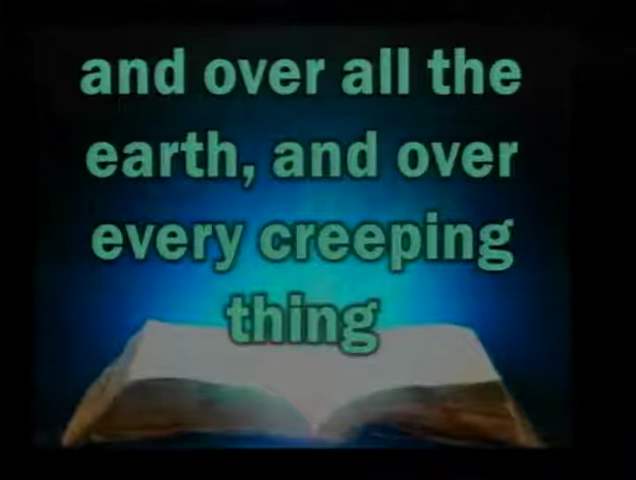 and over all the
earth, and over
every creeping
thing